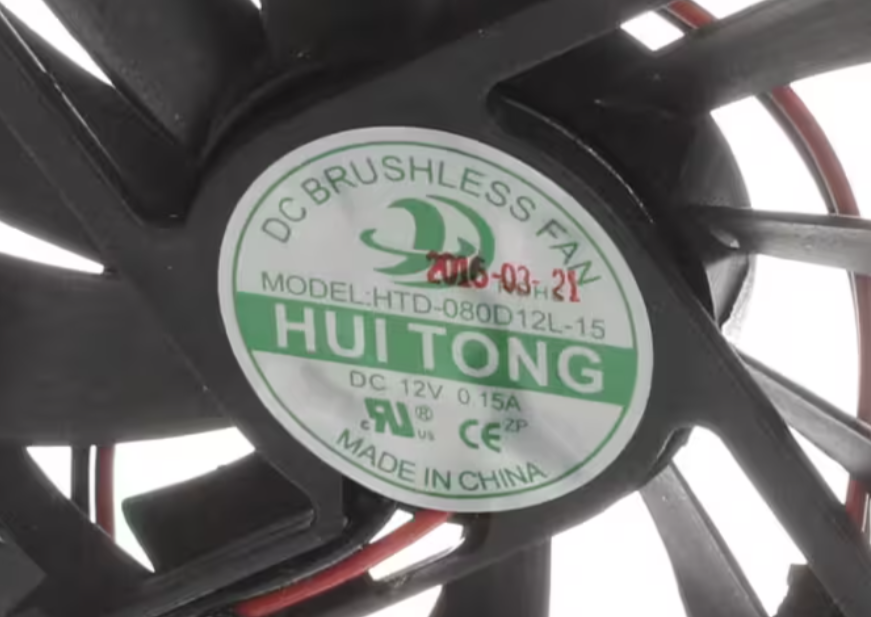 DC BRUSHLESS FAN
2016-03-21
MODEL:HTD-080D12L-15
HUI TONG
DC 12V 0.15A
c US ® CE ZP
MADE IN CHINA